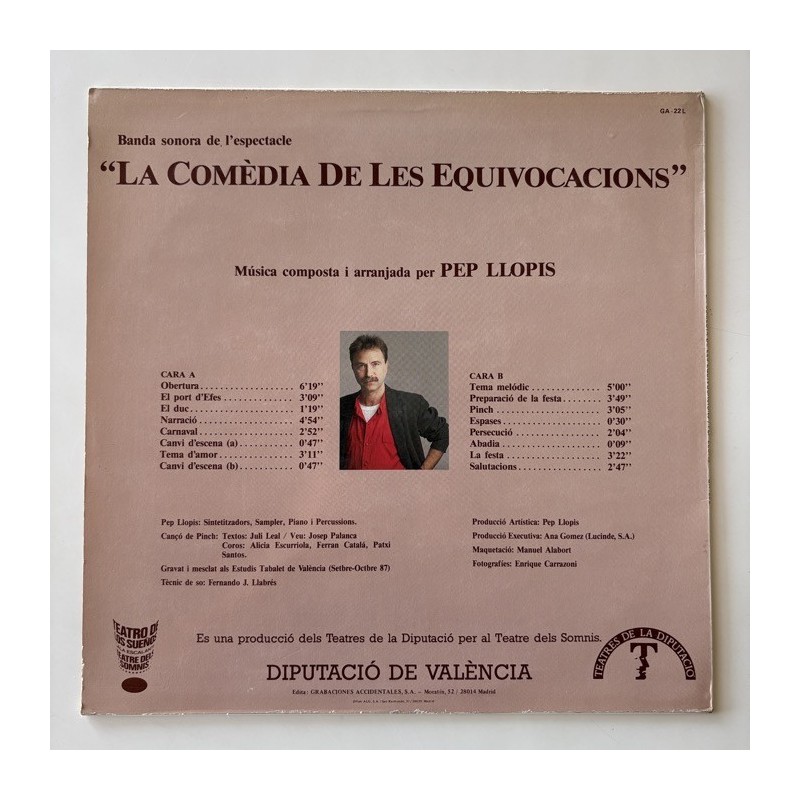 GA-22L
Banda sonora de l'espectacle
“LA COMÈDIA DE LES EQUIVOCACIONS”
Música composta i arranjada per PEP LLOPIS
CARA A
Obertura.................. 6'19''
El port d'Efes.............. 3'09''
El duc.................... 1'19''
Narració.................. 4'54''
Carnaval.................. 2'52''
Canvi d'escena (a).......... 0'47''
Tema d'amor.............. 3'11''
Canvi d'escena (b).......... 0'47''
CARA B
Tema melódic.............. 5'00''
Preparació de la festa........ 3'49''
Pinch.................... 3'05''
Espases.................. 0'30''
Persecució................ 2'04''
Abadia.................. 0'09''
La festa.................. 3'22''
Salutacions................ 2'47''
Pep Llopis: Sintetitzadors, Sampler, Piano i Percussions.
Cançó de Pinch: Textos: Juli Leal / Veu: Josep Palanca
Coros: Alicia Escurriola, Ferran Catalá, Patxi
Santos.
Gravat i mesclat als Estudis Tabalet de València (Setbre-Octbre 87)
Tècnic de so: Fernando J. Llabrés
Producció Artística: Pep Llopis
Producció Executiva: Ana Gomez (Lucinde, S.A.)
Maquetació: Manuel Alabort
Fotografies: Enrique Carrazoni
TEATRO DE
LOS SUEÑOS
LA ESCALANTE
TEATRE DELS
SOMNIS
Es una producció dels Teatres de la Diputació per al Teatre dels Somnis.
DIPUTACIÓ DE VALÈNCIA
TEATRES DE LA DIPUTACIO
T
Edita: GRABACIONES ACCIDENTALES, S.A. – Moratín, 52 / 28014 Madrid